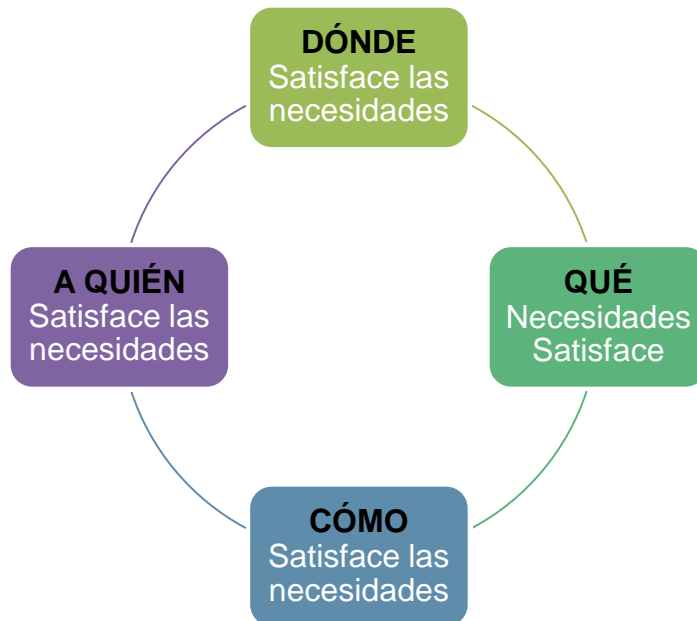 DÓNDE
Satisface las
necesidades
A QUIÉN
Satisface las
necesidades
QUÉ
Necesidades
Satisface
CÓMO
Satisface las
necesidades